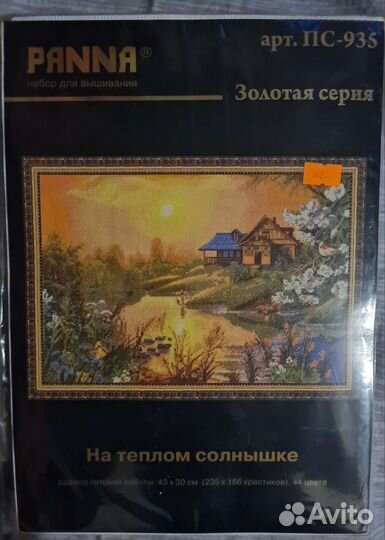 PANNA®
набор для вышивания
арт. ПС-935
Золотая серия
На теплом солнышке
размер готовой работы: 43 x 30 см (235 x 166 крестиков), 44 цвета
Avito